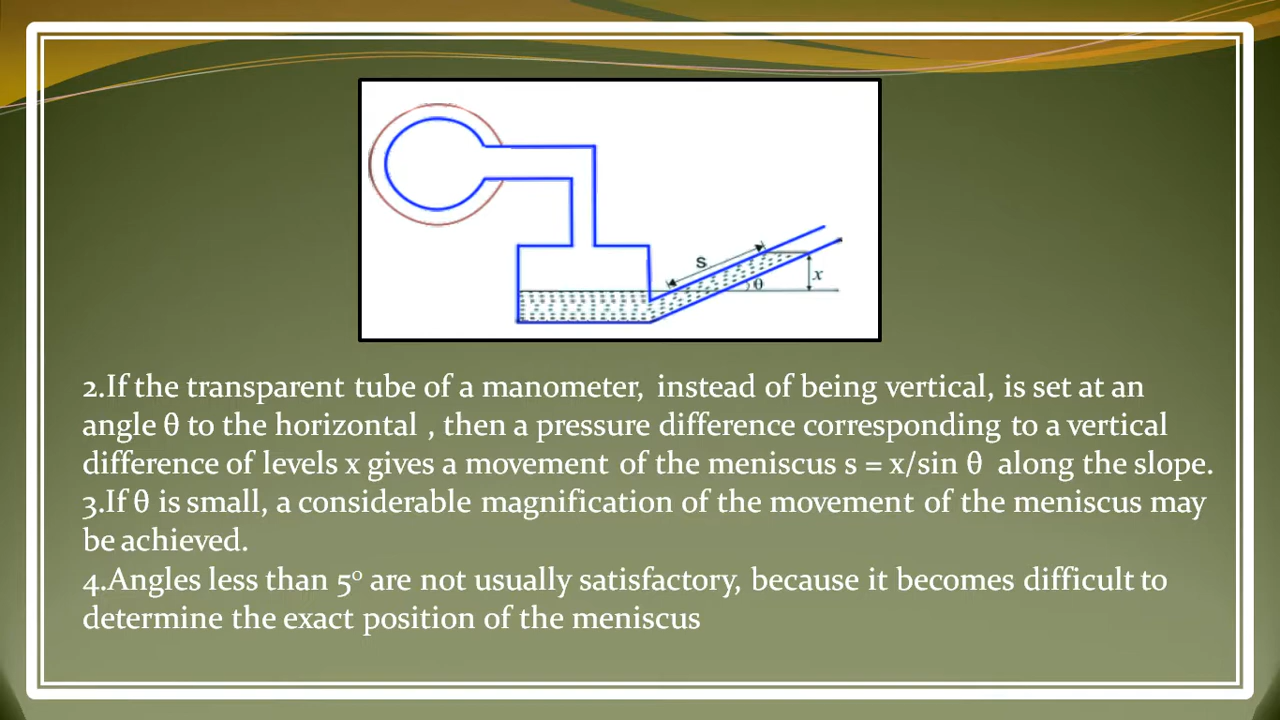 s
x
θ
2.If the transparent tube of a manometer, instead of being vertical, is set at an
angle θ to the horizontal , then a pressure difference corresponding to a vertical
difference of levels x gives a movement of the meniscus s = x/sin θ along the slope.
3.If θ is small, a considerable magnification of the movement of the meniscus may
be achieved.
4.Angles less than 5⁰ are not usually satisfactory, because it becomes difficult to
determine the exact position of the meniscus